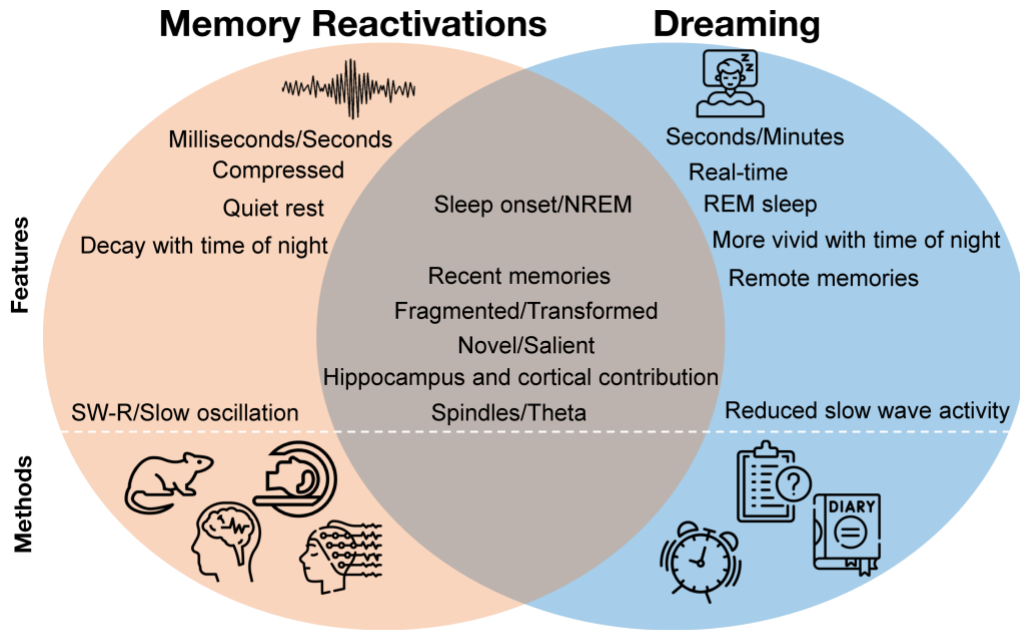 Memory Reactivations
Dreaming
Z
Z
Z
Milliseconds/Seconds
Seconds/Minutes
Compressed
Real-time
Quiet rest
Sleep onset/NREM
REM sleep
Decay with time of night
More vivid with time of night
Recent memories
Remote memories
Fragmented/Transformed
Novel/Salient
Hippocampus and cortical contribution
SW-R/Slow oscillation
Spindles/Theta
Reduced slow wave activity
Features
Methods
?
DIARY